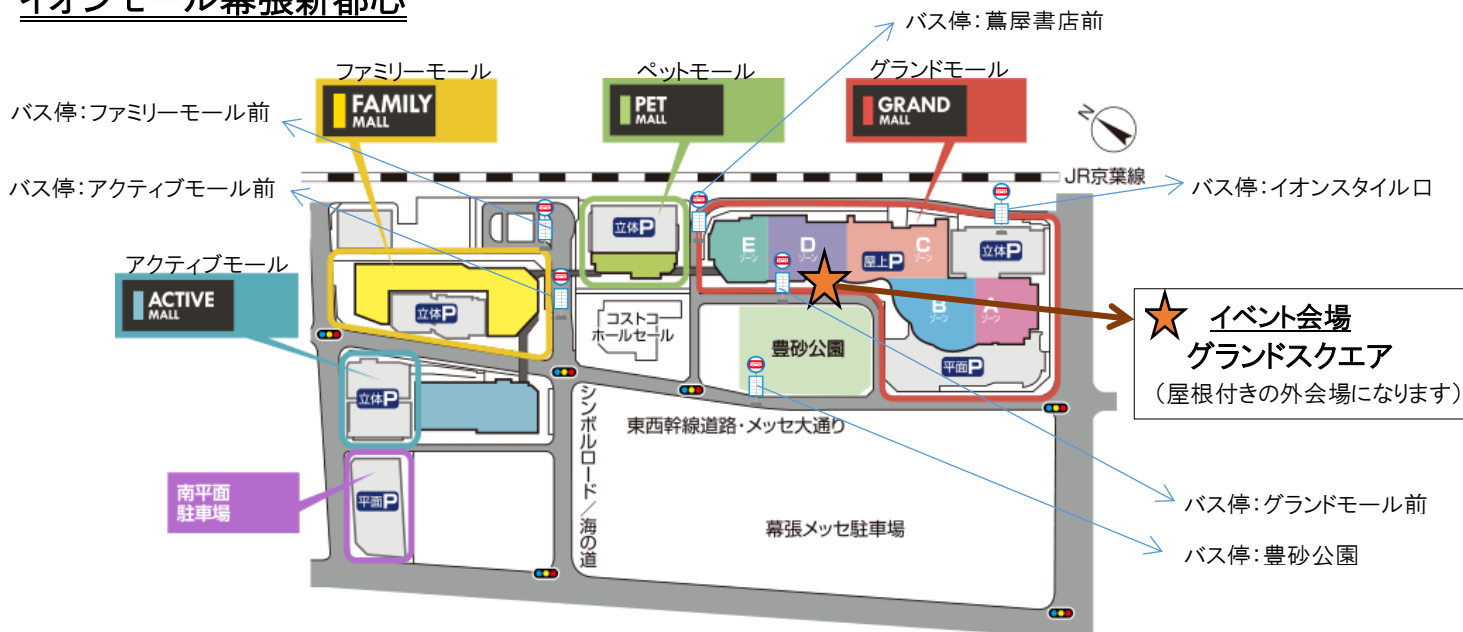 イオンモール幕張新都心
バス停:蔦屋書店前
ファミリーモール
ペットモール
グランドモール
FAMILY
MALL
PET
MALL
GRAND
MALL
N
バス停:ファミリーモール前
JR京葉線
バス停:アクティブモール前
バス停:イオンスタイル口
立体P
E
ゾーン
D
ゾーン
C
ゾーン
屋上P
立体P
アクティブモール
ACTIVE
MALL
立体P
B
ゾーン
A
ゾーン
コストコ
ホールセール
豊砂公園
平面P
イベント会場
グランドスクエア
(屋根付きの外会場になります)
立体P
シンボルロード/海の道
東西幹線道路・メッセ大通り
南平面
駐車場
平面P
幕張メッセ駐車場
バス停:グランドモール前
バス停:豊砂公園